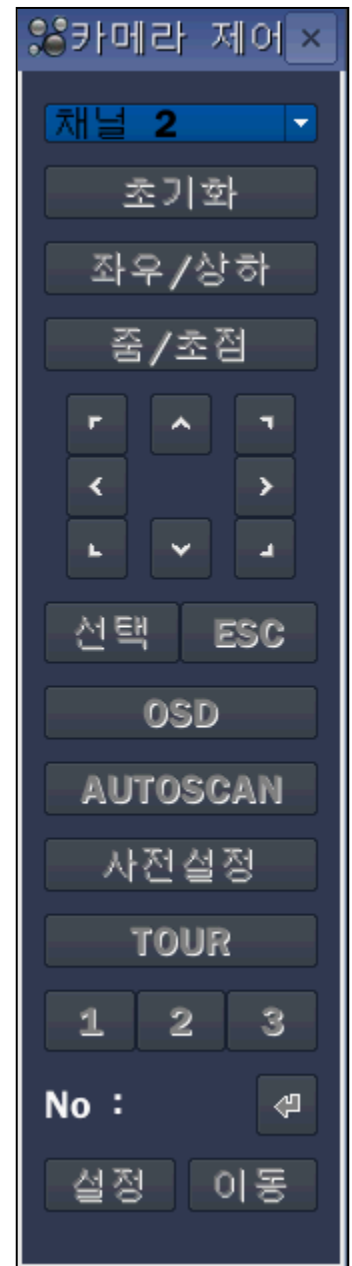 카메라 제어
채널 2
초기화
좌우/상하
줌/초점
선택 ESC
OSD
AUTOSCAN
사전설정
TOUR
1 2 3
No :
설정 이동